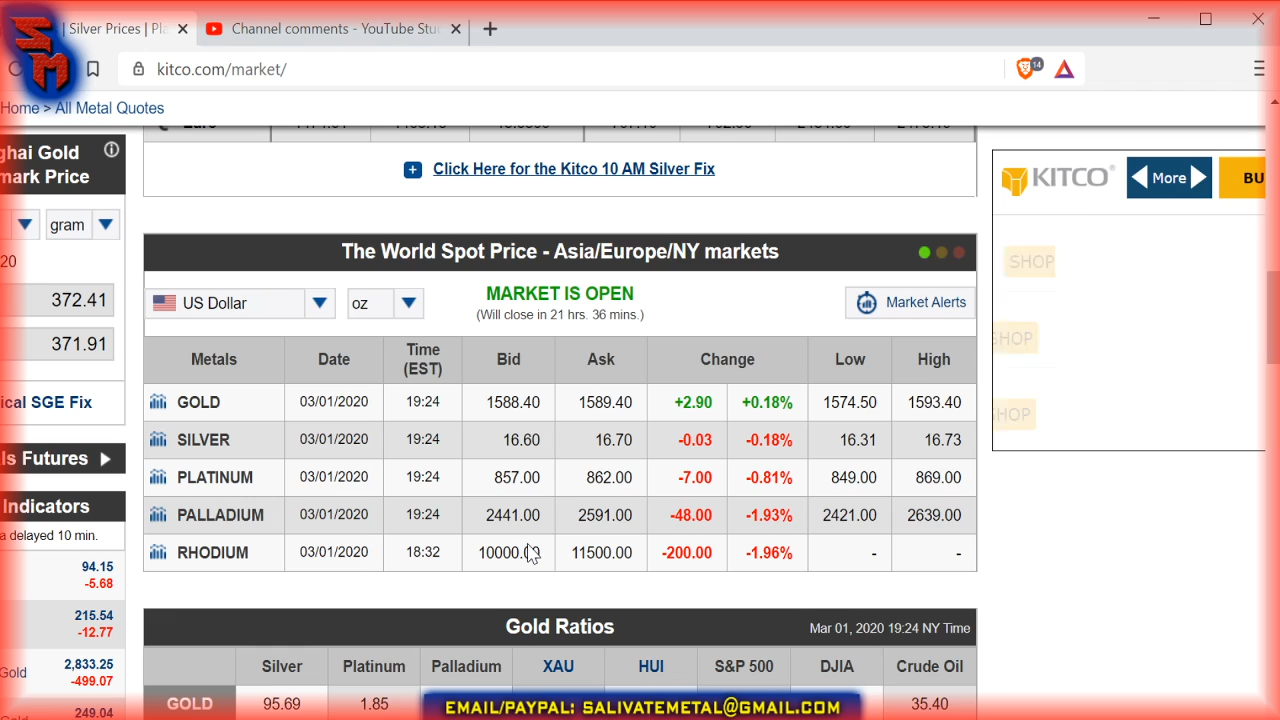 SM
| Silver Prices | Pla
Channel comments - YouTube Stu
kitco.com/market/
14
Home > All Metal Quotes
ghai Gold
mark Price
gram
20
372.41
371.91
ical SGE Fix
ls Futures
Indicators
a delayed 10 min.
94.15
-5.68
215.54
-12.77
Gold 2,833.25
-499.07
249.04
Click Here for the Kitco 10 AM Silver Fix
The World Spot Price - Asia/Europe/NY markets
US Dollar oz MARKET IS OPEN Market Alerts
(Will close in 21 hrs. 36 mins.)
Metals Date Time (EST) Bid Ask Change Low High
GOLD 03/01/2020 19:24 1588.40 1589.40 +2.90 +0.18% 1574.50 1593.40
SILVER 03/01/2020 19:24 16.60 16.70 -0.03 -0.18% 16.31 16.73
PLATINUM 03/01/2020 19:24 857.00 862.00 -7.00 -0.81% 849.00 869.00
PALLADIUM 03/01/2020 19:24 2441.00 2591.00 -48.00 -1.93% 2421.00 2639.00
RHODIUM 03/01/2020 18:32 10000.00 11500.00 -200.00 -1.96% - -
Gold Ratios Mar 01, 2020 19:24 NY Time
Silver Platinum Palladium XAU HUI S&P 500 DJIA Crude Oil
GOLD 95.69 1.85 35.40
KITCO More BU
SHOP
SHOP
SHOP
EMAIL/PAYPAL: SALIVATEMETAL@GMAIL.COM